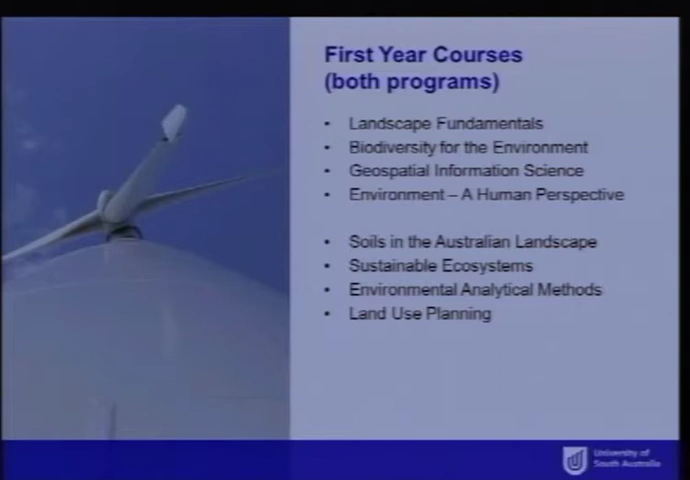 First Year Courses
(both programs)
• Landscape Fundamentals
• Biodiversity for the Environment
• Geospatial Information Science
• Environment – A Human Perspective
• Soils in the Australian Landscape
• Sustainable Ecosystems
• Environmental Analytical Methods
• Land Use Planning
University of
South Australia